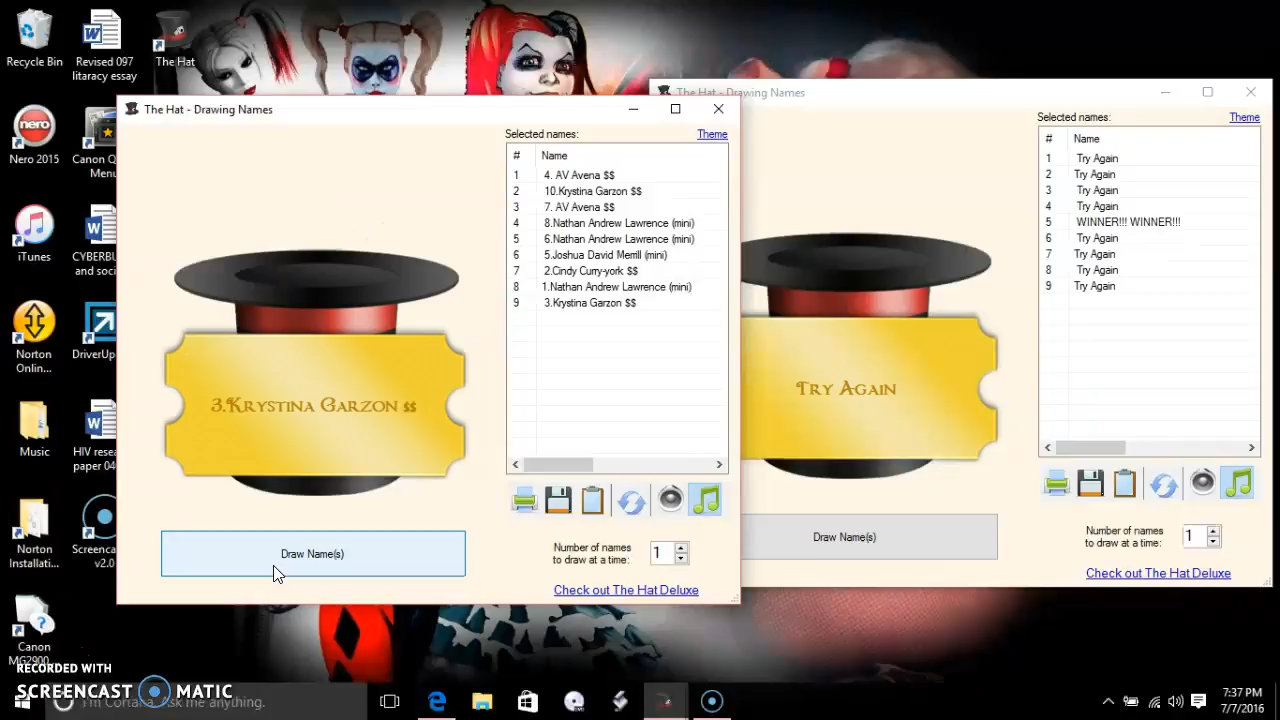 Recycle Bin
Revised 097
litaracy essay
The Hat
nero
Nero 2015
Canon Q
Menu
iTunes
CYBERBU
and soci
Norton
Onlin...
DriverUp
Music
HIV resea
paper 04
Norton
Installati...
Screenca
v2.0
Canon
MG2900
The Hat - Drawing Names
Selected names:
Theme
# Name
1 4. AV Avena $$
2 10.Krystina Garzon $$
3 7. AV Avena $$
4 8.Nathan Andrew Lawrence (mini)
5 6.Nathan Andrew Lawrence (mini)
6 5.Joshua David Merrill (mini)
7 2.Cindy Curry-york $$
8 1.Nathan Andrew Lawrence (mini)
9 3.Krystina Garzon $$
3.Krystina Garzon $$
Draw Name(s)
Number of names
to draw at a time:
1
Check out The Hat Deluxe
The Hat - Drawing Names
Selected names:
Theme
# Name
1 Try Again
2 Try Again
3 Try Again
4 Try Again
5 WINNER!!! WINNER!!!
6 Try Again
7 Try Again
8 Try Again
9 Try Again
Try Again
Draw Name(s)
Number of names
to draw at a time:
1
Check out The Hat Deluxe
RECORDED WITH
SCREENCAST MATIC
I'm Cortana. Ask me anything.
7:37 PM
7/7/2016